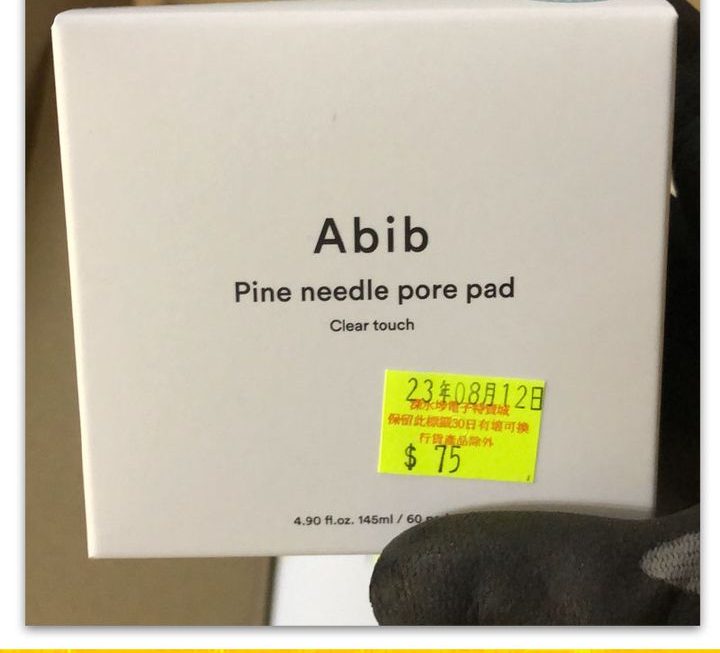 Abib
Pine needle pore pad
Clear touch
23年08月12日
深水埗電子特賣城
保留此標籤30日有壞可換
行貨產品除外
$ 75
4.90 fl.oz. 145ml / 60